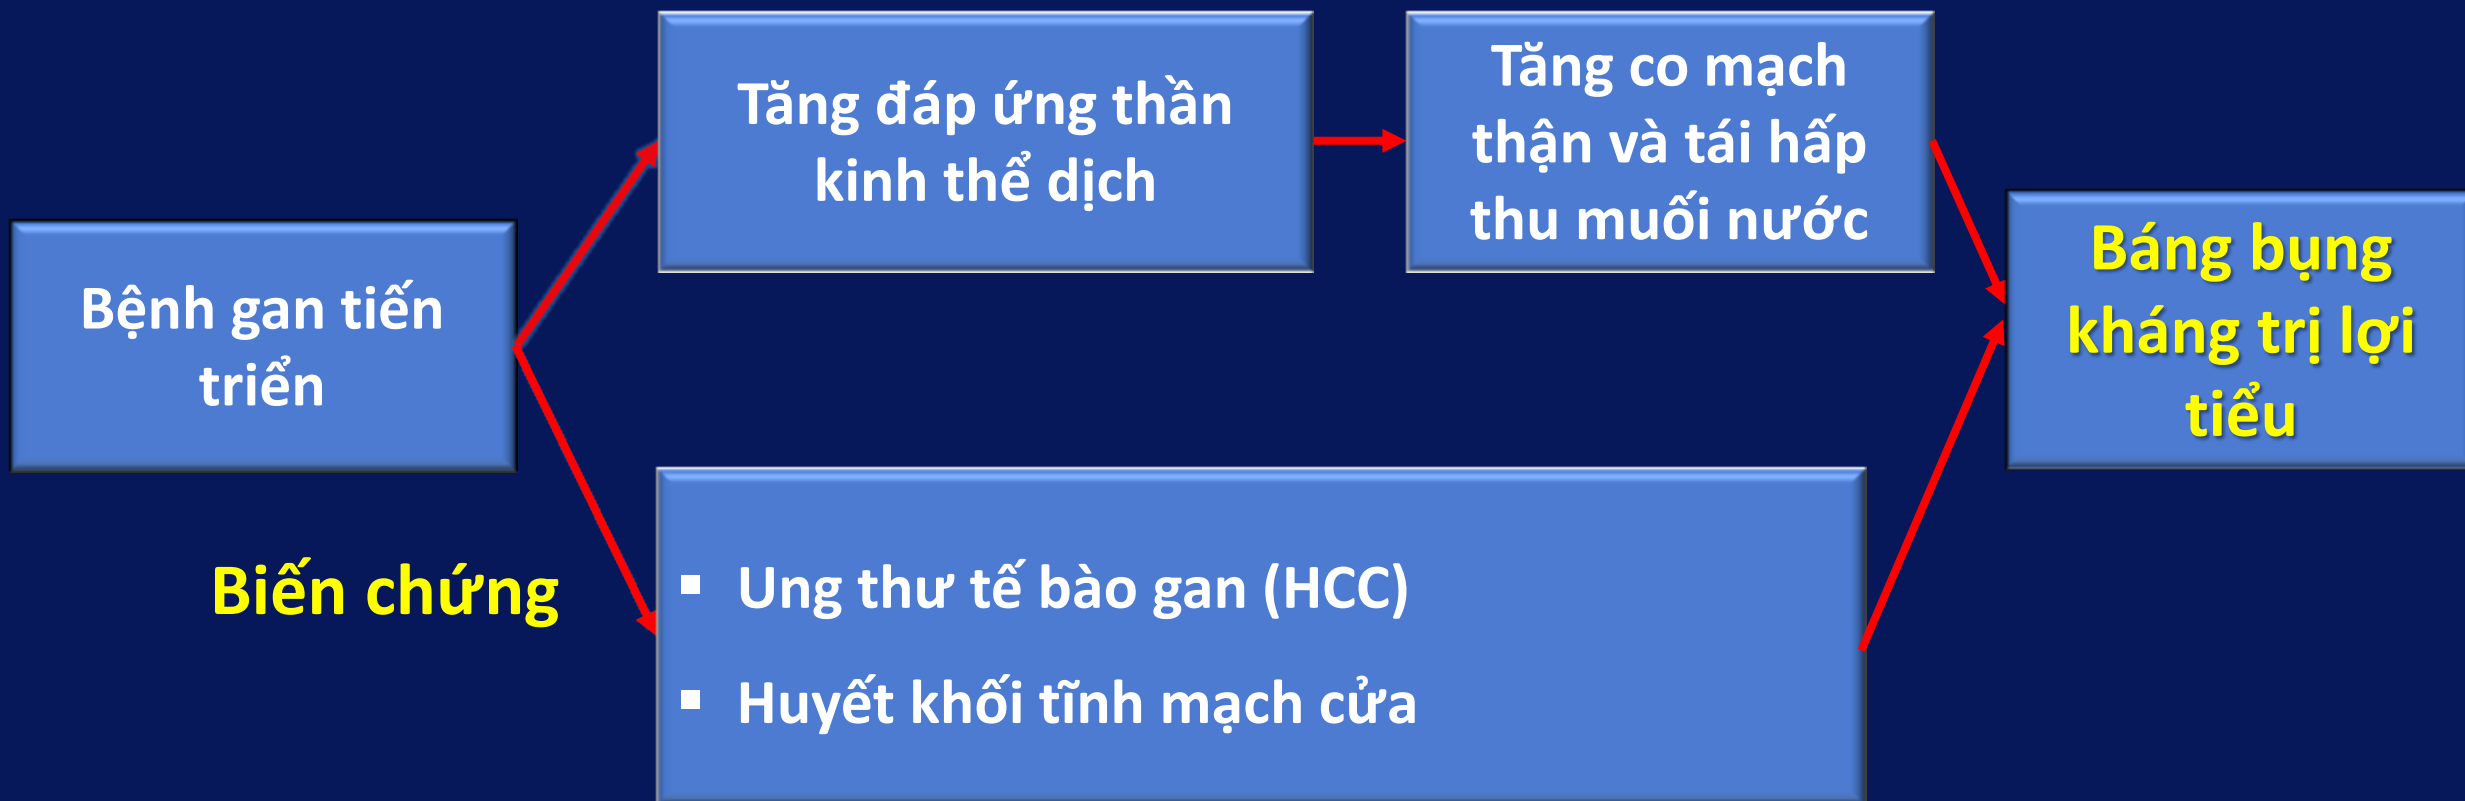 Bệnh gan tiến
triển
Tăng đáp ứng thần
kinh thể dịch
Tăng co mạch
thận và tái hấp
thu muối nước
Biến chứng
▪ Ung thư tế bào gan (HCC)
▪ Huyết khối tĩnh mạch cửa
Báng bụng
kháng trị lợi
tiểu